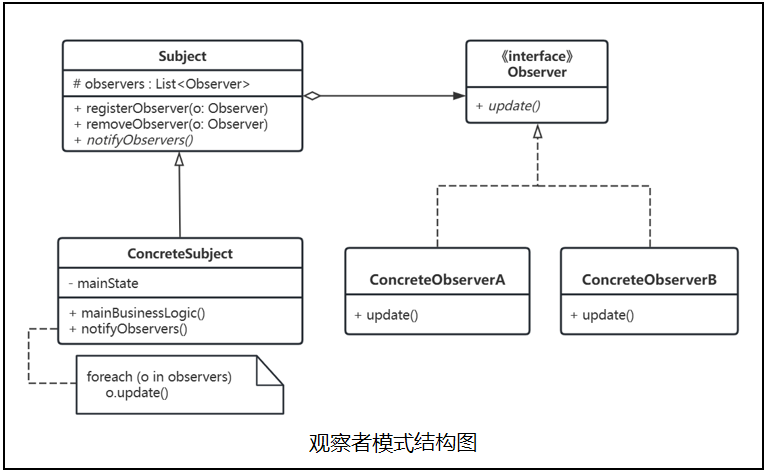 Subject
# observers : List<Observer>
+ registerObserver(o: Observer)
+ removeObserver(o: Observer)
+ notifyObservers()
《interface》
Observer
+ update()
ConcreteSubject
- mainState
+ mainBusinessLogic()
+ notifyObservers()
foreach (o in observers)
o.update()
ConcreteObserverA
+ update()
ConcreteObserverB
+ update()
观察者模式结构图